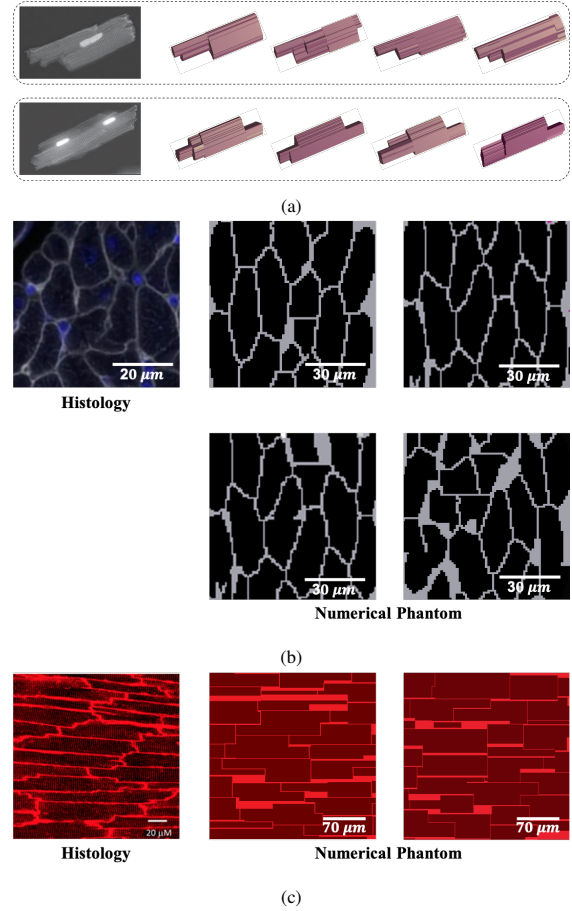 (a)
20 μm
30 μm
30 μm
Histology
30 μm
30 μm
Numerical Phantom
(b)
20 μM
70 μm
70 μm
Histology
Numerical Phantom
(c)